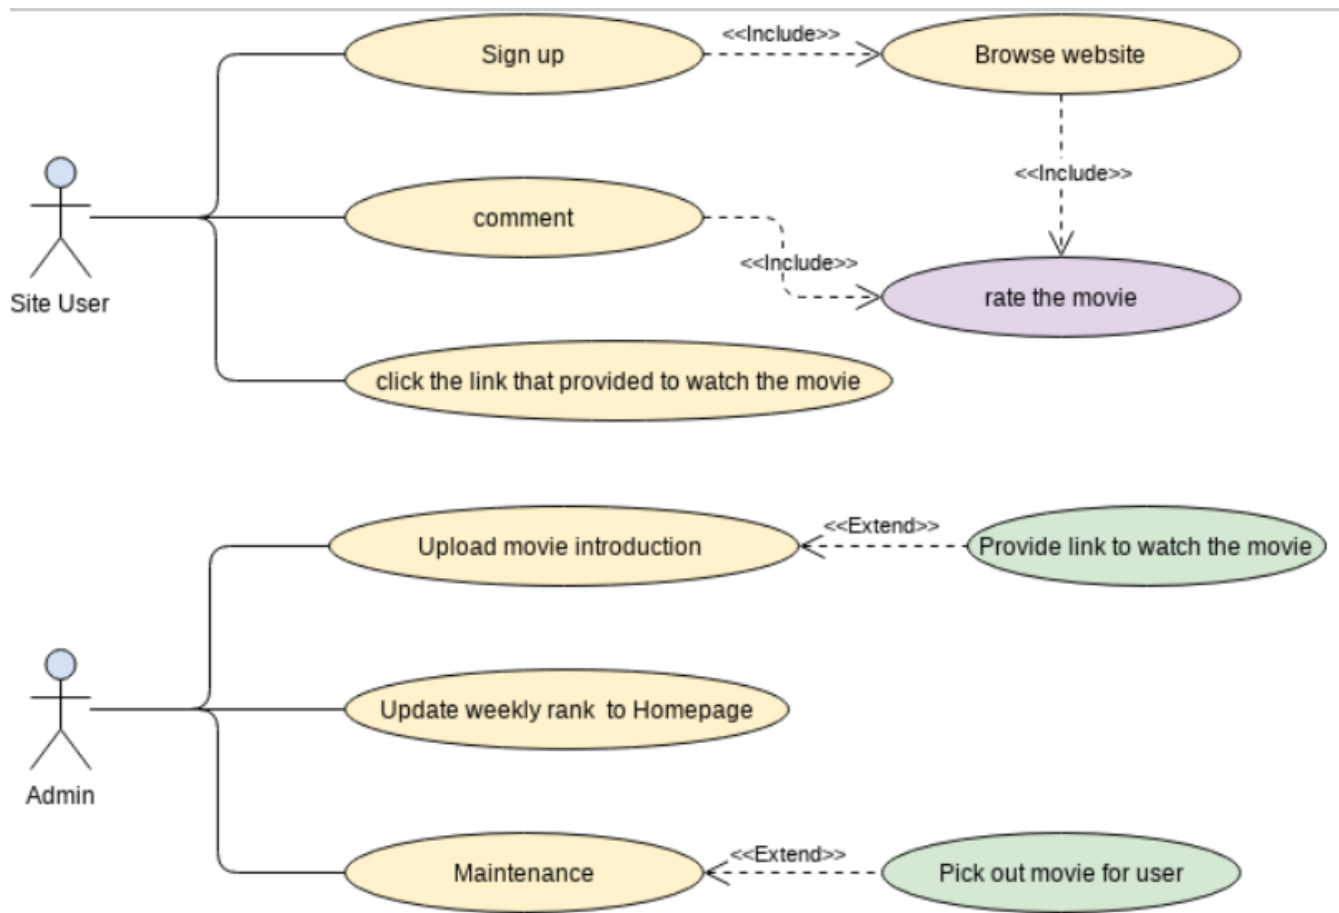 Sign up
<<Include>>
Browse website
<<Include>>
comment
<<Include>>
rate the movie
Site User
click the link that provided to watch the movie
Upload movie introduction
<<Extend>>
Provide link to watch the movie
Update weekly rank to Homepage
Admin
Maintenance
<<Extend>>
Pick out movie for user